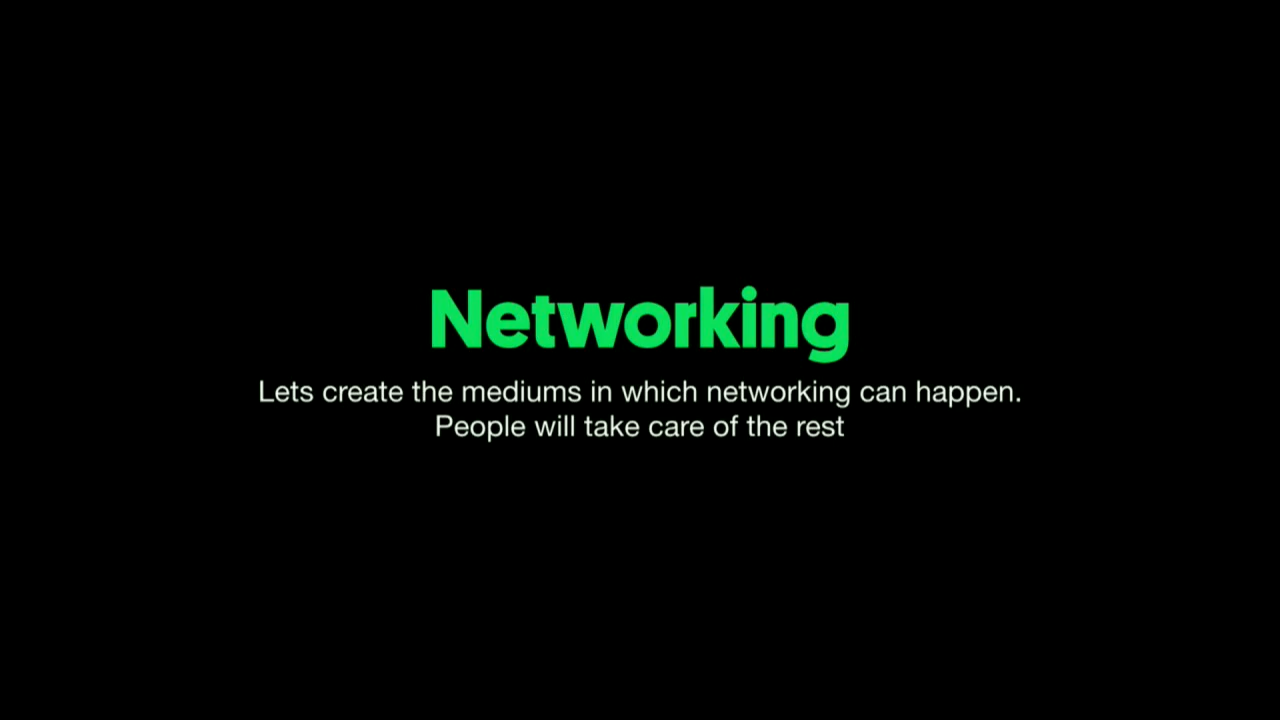 Networking
Lets create the mediums in which networking can happen.
People will take care of the rest